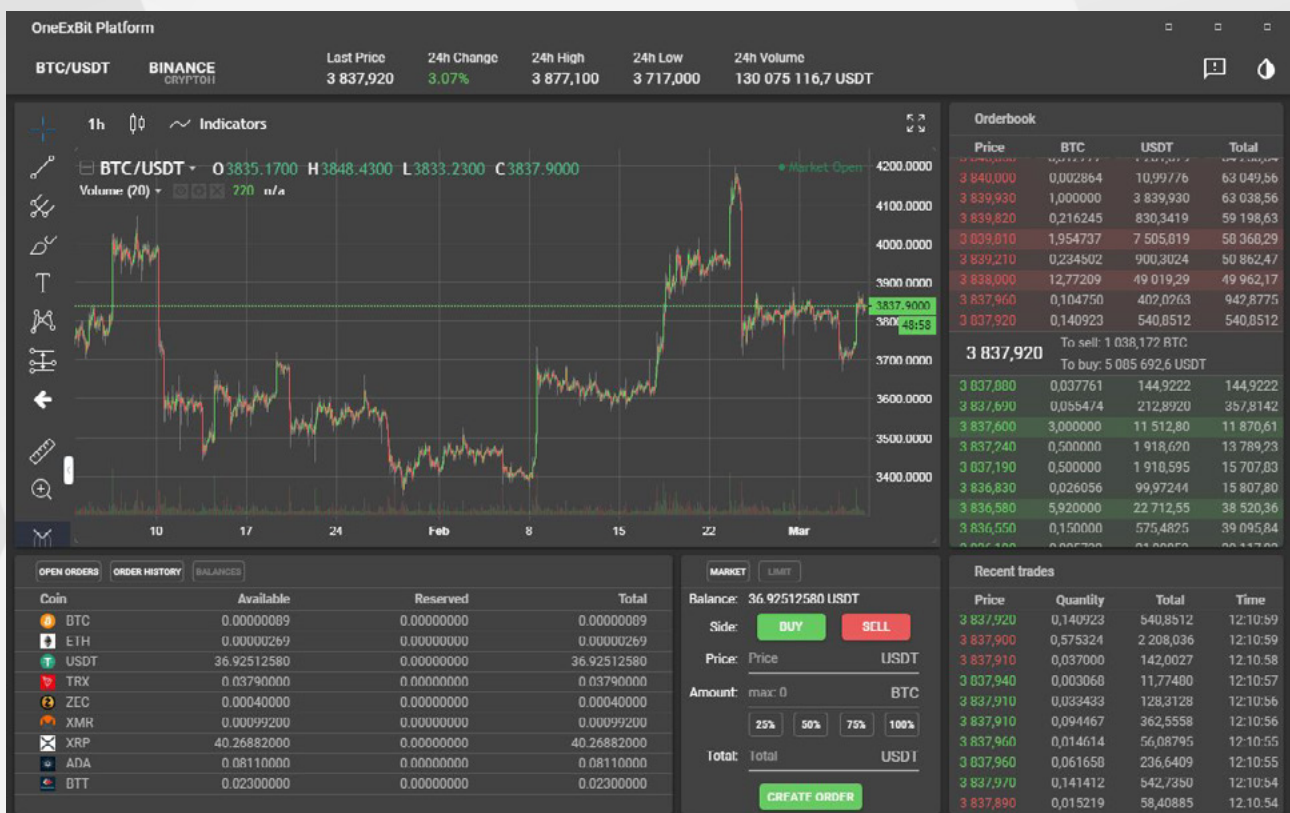 OneExBit Platform
BTC/USDT
BINANCE
CRYPTOH
Last Price
3 837,920
24h Change
3.07%
24h High
3 877,100
24h Low
3 717,000
24h Volume
130 075 116,7 USDT
1h
Indicators
BTC/USDT O3835.1700 H3848.4300 L3833.2300 C3837.9000
Market Open
Volume (20) 220 n/a
4200.0000
4100.0000
4000.0000
3900.0000
3837.9000
48:58
3700.0000
3600.0000
3500.0000
3400.0000
10 17 24 Feb 8 15 22 Mar
Orderbook
Price BTC USDT Total
3 840,000 0,002864 10,99776 63 049,56
3 839,930 1,000000 3 839,930 63 038,56
3 839,820 0,216245 830,3419 59 198,63
3 839,810 1,954737 7 505,819 58 368,29
3 839,210 0,234502 900,3024 50 862,47
3 838,000 12,77209 49 019,29 49 962,17
3 837,960 0,104750 402,0263 942,8775
3 837,920 0,140923 540,8512 540,8512
3 837,920
To sell: 1 038,172 BTC
To buy: 5 085 692,6 USDT
3 837,880 0,037761 144,9222 144,9222
3 837,690 0,055474 212,8920 357,8142
3 837,600 3,000000 11 512,80 11 870,61
3 837,240 0,500000 1 918,620 13 789,23
3 837,190 0,500000 1 918,595 15 707,83
3 836,830 0,026056 99,97244 15 807,80
3 836,580 5,920000 22 712,55 38 520,36
3 836,550 0,150000 575,4825 39 095,84
OPEN ORDERS ORDER HISTORY BALANCES
Coin Available Reserved Total
BTC 0.00000089 0.00000000 0.00000089
ETH 0.00000269 0.00000000 0.00000269
USDT 36.92512580 0.00000000 36.92512580
TRX 0.03790000 0.00000000 0.03790000
ZEC 0.00040000 0.00000000 0.00040000
XMR 0.00099200 0.00000000 0.00099200
XRP 40.26882000 0.00000000 40.26882000
ADA 0.08110000 0.00000000 0.08110000
BTT 0.02300000 0.00000000 0.02300000
MARKET LIMIT
Balance: 36.92512580 USDT
Side: BUY SELL
Price: Price USDT
Amount: max: 0 BTC
25% 50% 75% 100%
Total: Total USDT
CREATE ORDER
Recent trades
Price Quantity Total Time
3 837,920 0,140923 540,8512 12:10:59
3 837,900 0,575324 2 208,036 12:10:59
3 837,910 0,037000 142,0027 12:10:58
3 837,940 0,003068 11,77480 12:10:57
3 837,910 0,033433 128,3128 12:10:56
3 837,910 0,094467 362,5558 12:10:56
3 837,960 0,014614 56,08795 12:10:55
3 837,960 0,061658 236,6409 12:10:55
3 837,970 0,141412 542,7350 12:10:54
3 837,890 0,015219 58,40885 12:10:54